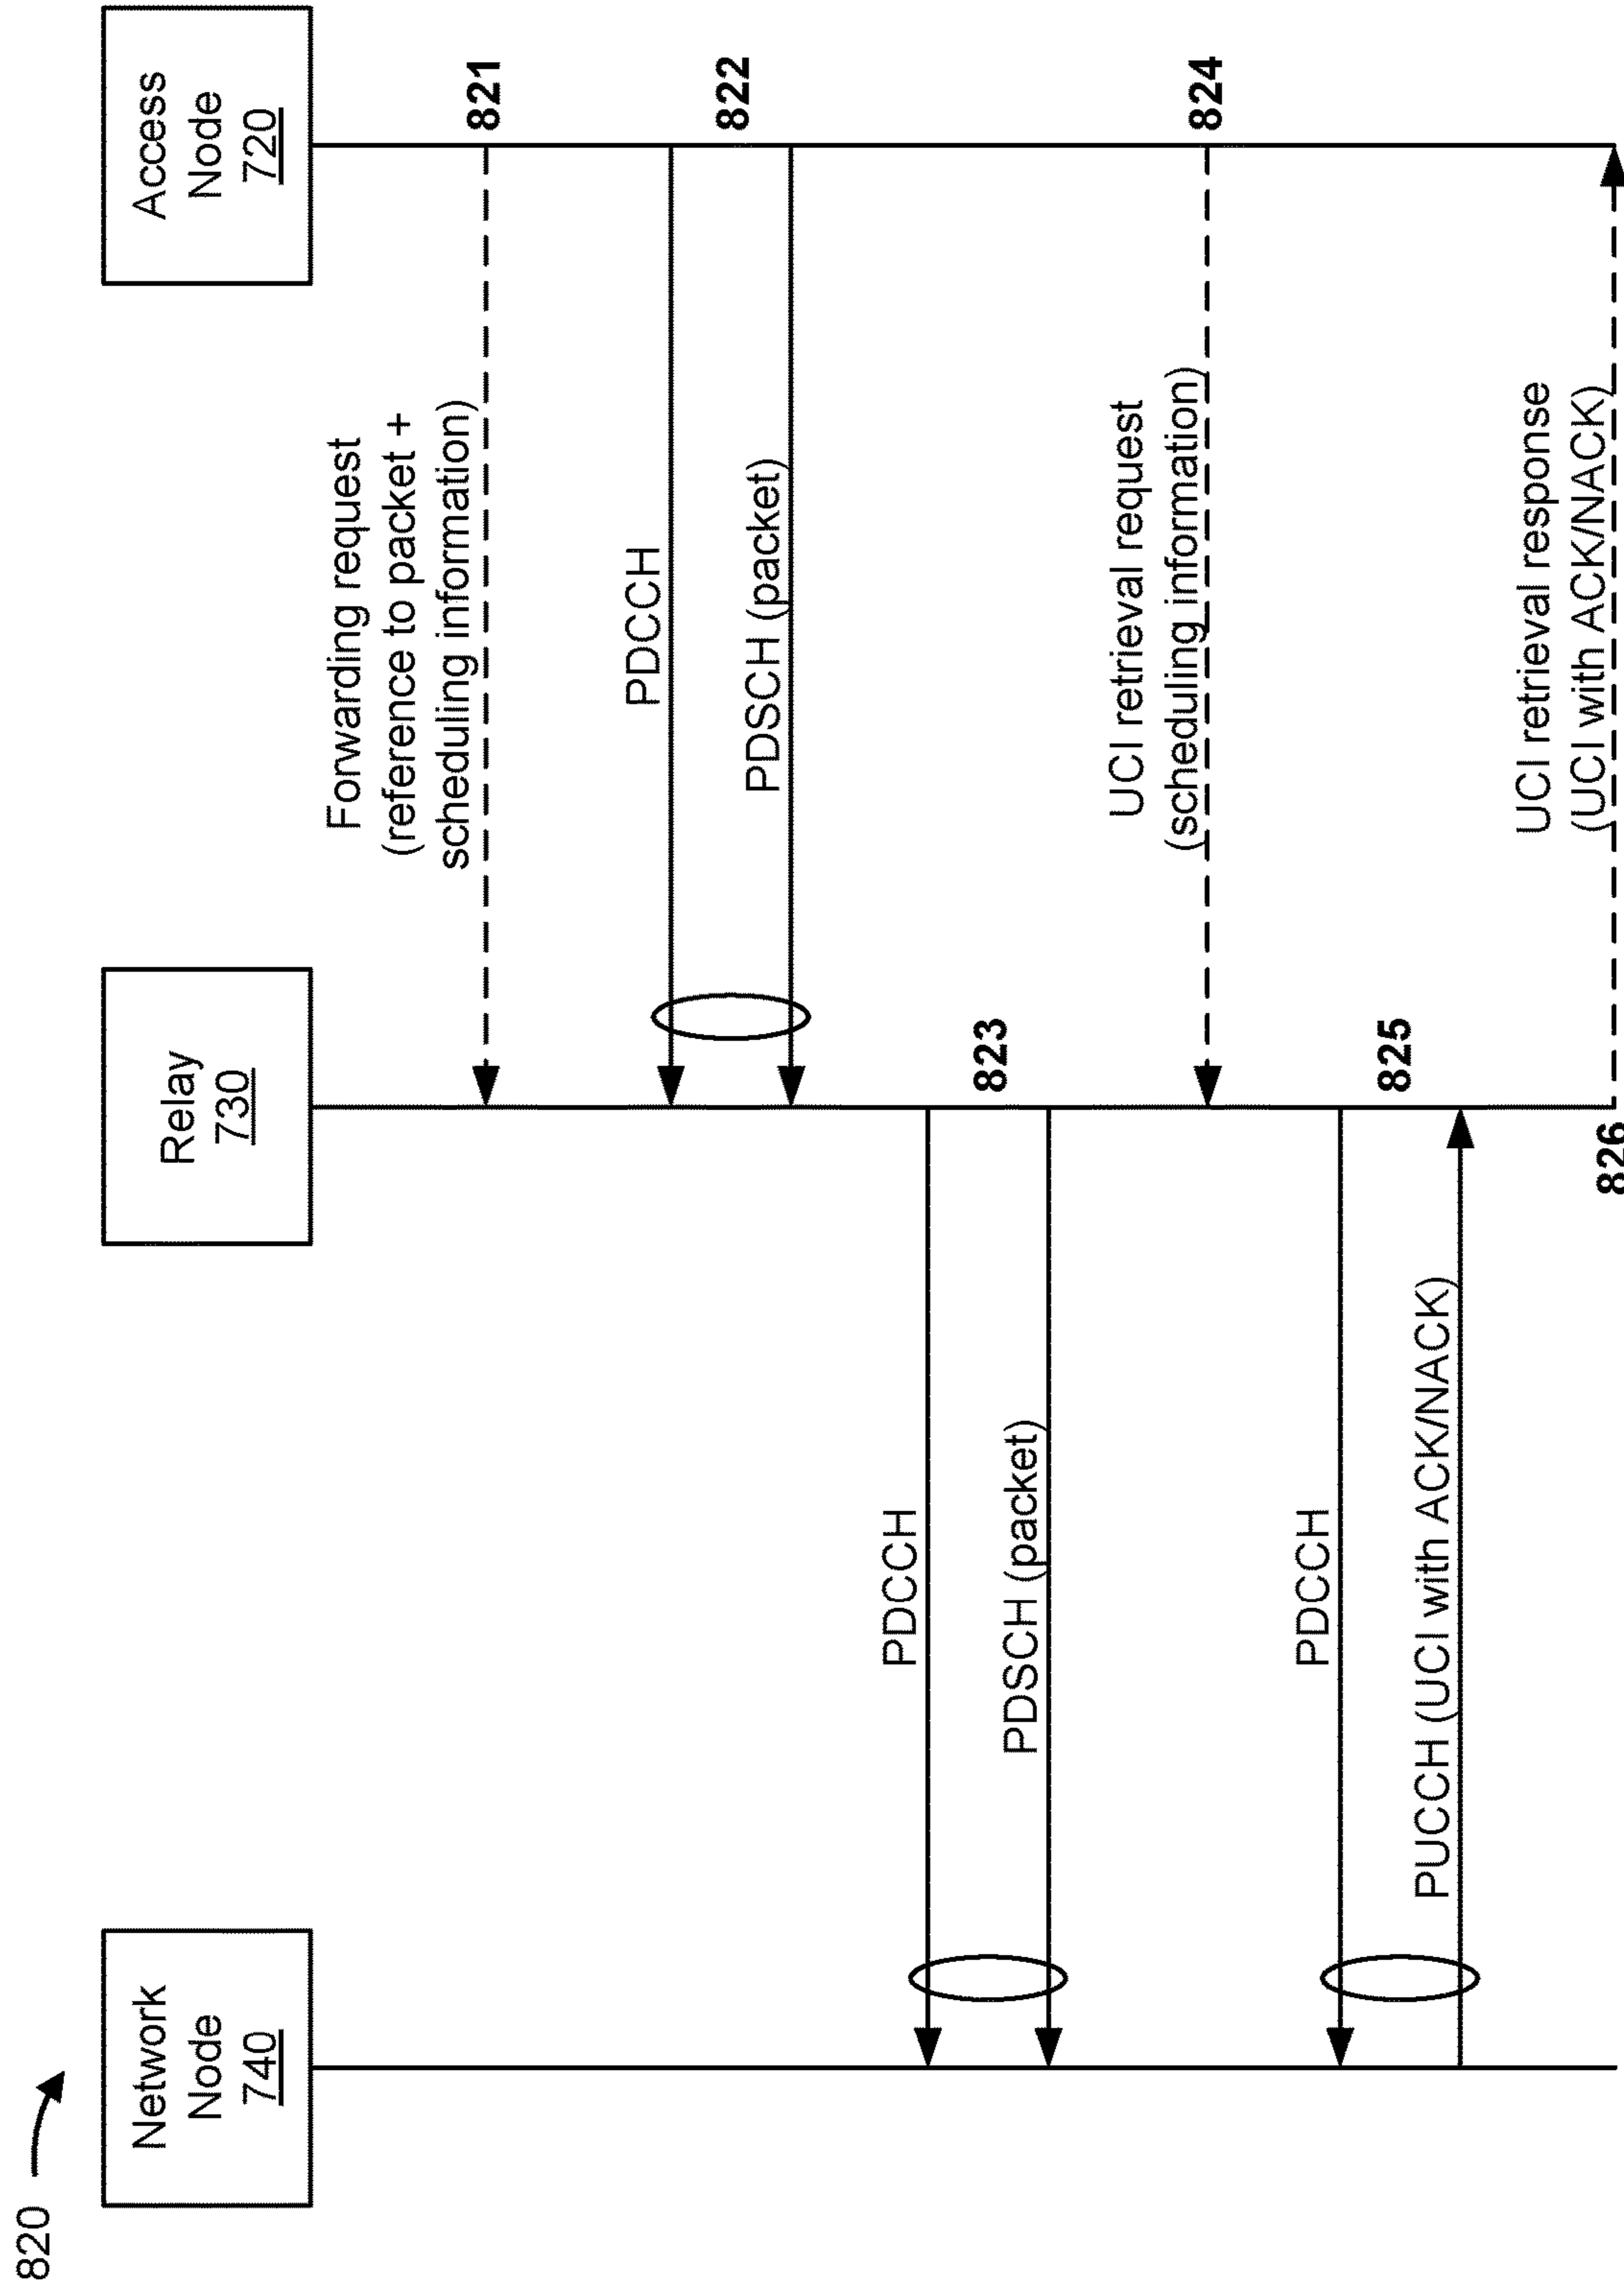 820
Network
Node
740
Relay
730
Access
Node
720
Forwarding request
(reference to packet +
scheduling information)
821
PDCCH
822
PDSCH (packet)
PDCCH
823
PDSCH (packet)
UCI retrieval request
(scheduling information)
824
PDCCH
825
PUCCH (UCI with ACK/NACK)
UCI retrieval response
(UCI with ACK/NACK)
826